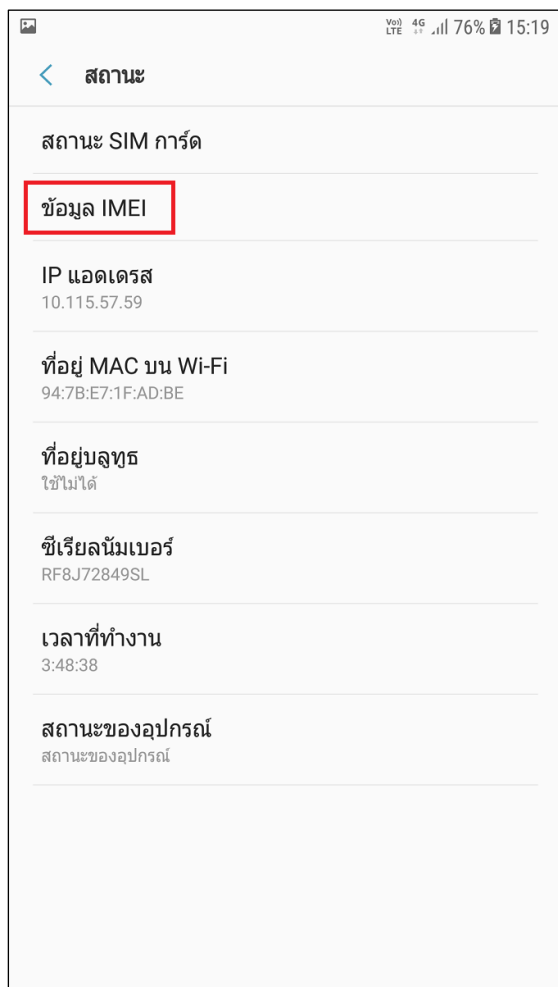 Vo)) LTE 4G 76% 15:19
สถานะ
สถานะ SIM การ์ด
ข้อมูล IMEI
IP แอดเดรส
10.115.57.59
ที่อยู่ MAC บน Wi-Fi
94:7B:E7:1F:AD:BE
ที่อยู่บลูทูธ
ใช้ไม่ได้
ซีเรียลนัมเบอร์
RF8J72849SL
เวลาที่ทำงาน
3:48:38
สถานะของอุปกรณ์
สถานะของอุปกรณ์